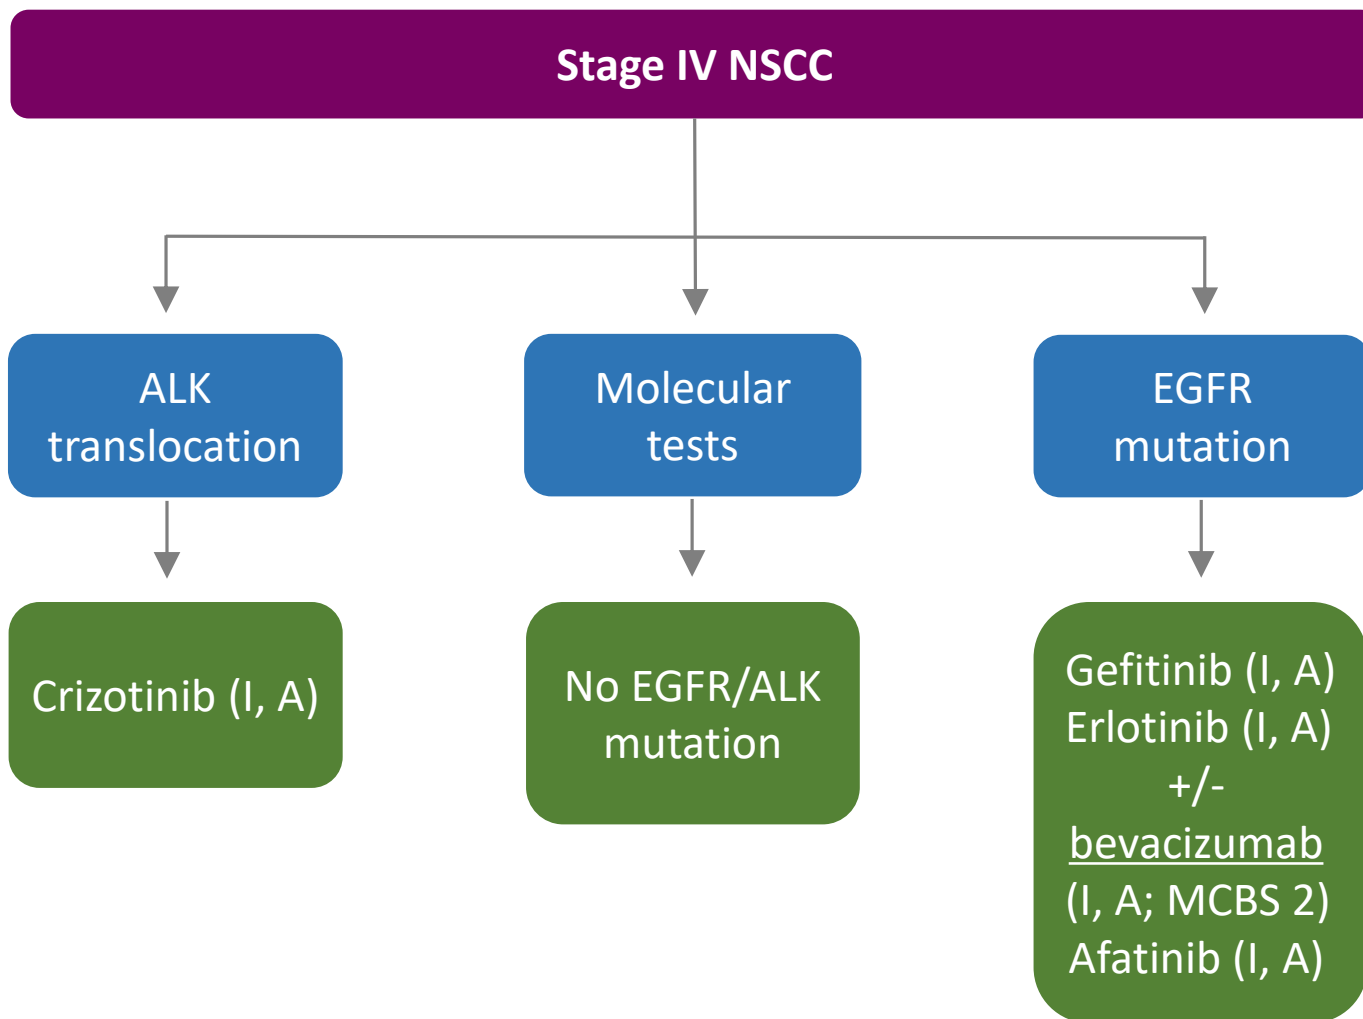 Stage IV NSCC
ALK
translocation
Molecular
tests
EGFR
mutation
Crizotinib (I, A)
No EGFR/ALK
mutation
Gefitinib (I, A)
Erlotinib (I, A)
+/-
bevacizumab
(I, A; MCBS 2)
Afatinib (I, A)